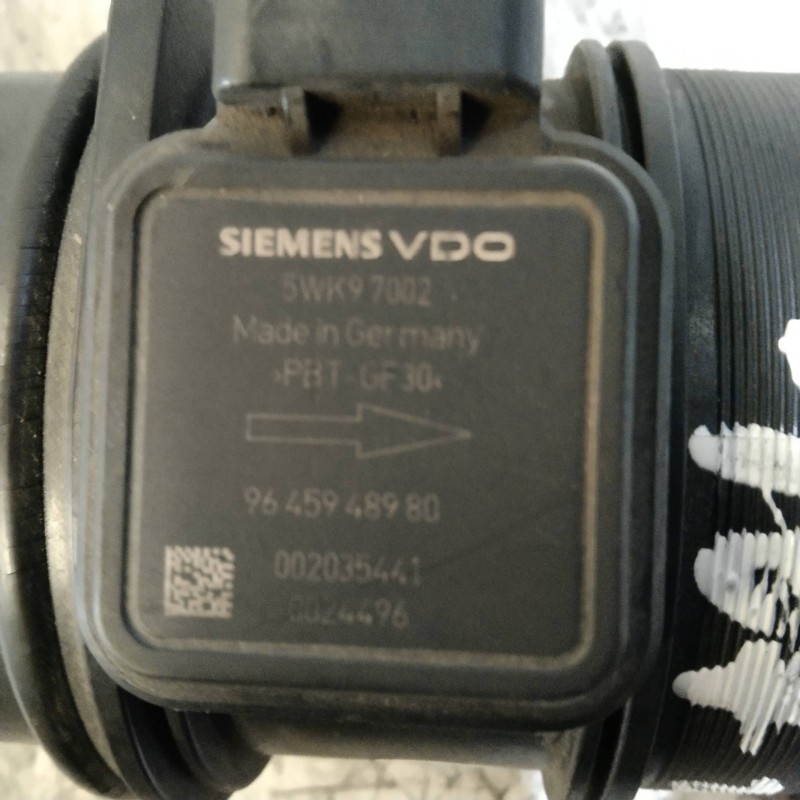 SIEMENS VDO
5WK9 7002
Made in Germany
>PBT-GF30<
96 459 489 80
002035441
0024496